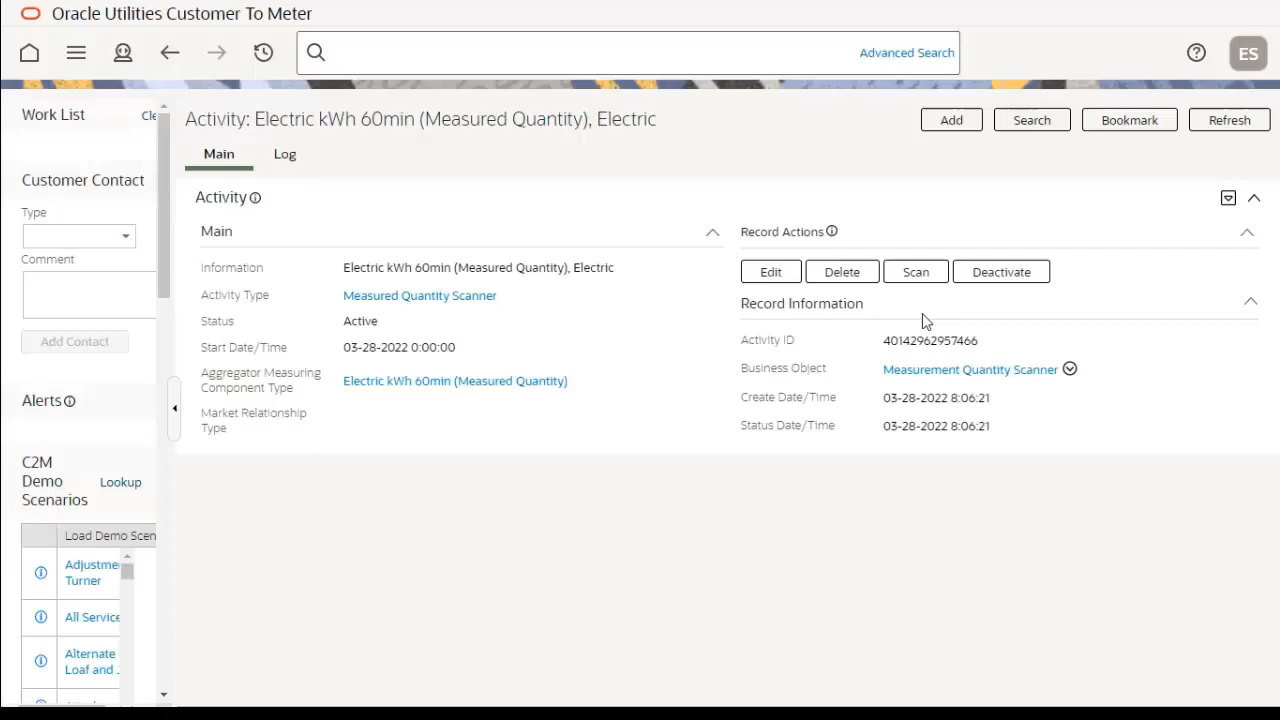 Oracle Utilities Customer To Meter
Advanced Search
ES
Work List
Cle
Customer Contact
Type
Comment
Add Contact
Alerts
C2M
Demo
Scenarios
Lookup
Load Demo Scen
Adjustme
Turner
All Service
Alternate
Loaf and
Activity: Electric kWh 60min (Measured Quantity), Electric
Add
Search
Bookmark
Refresh
Main
Log
Activity
Main
Information
Electric kWh 60min (Measured Quantity), Electric
Activity Type
Measured Quantity Scanner
Status
Active
Start Date/Time
03-28-2022 0:00:00
Aggregator Measuring
Component Type
Electric kWh 60min (Measured Quantity)
Market Relationship
Type
Record Actions
Edit
Delete
Scan
Deactivate
Record Information
Activity ID
40142962957466
Business Object
Measurement Quantity Scanner
Create Date/Time
03-28-2022 8:06:21
Status Date/Time
03-28-2022 8:06:21